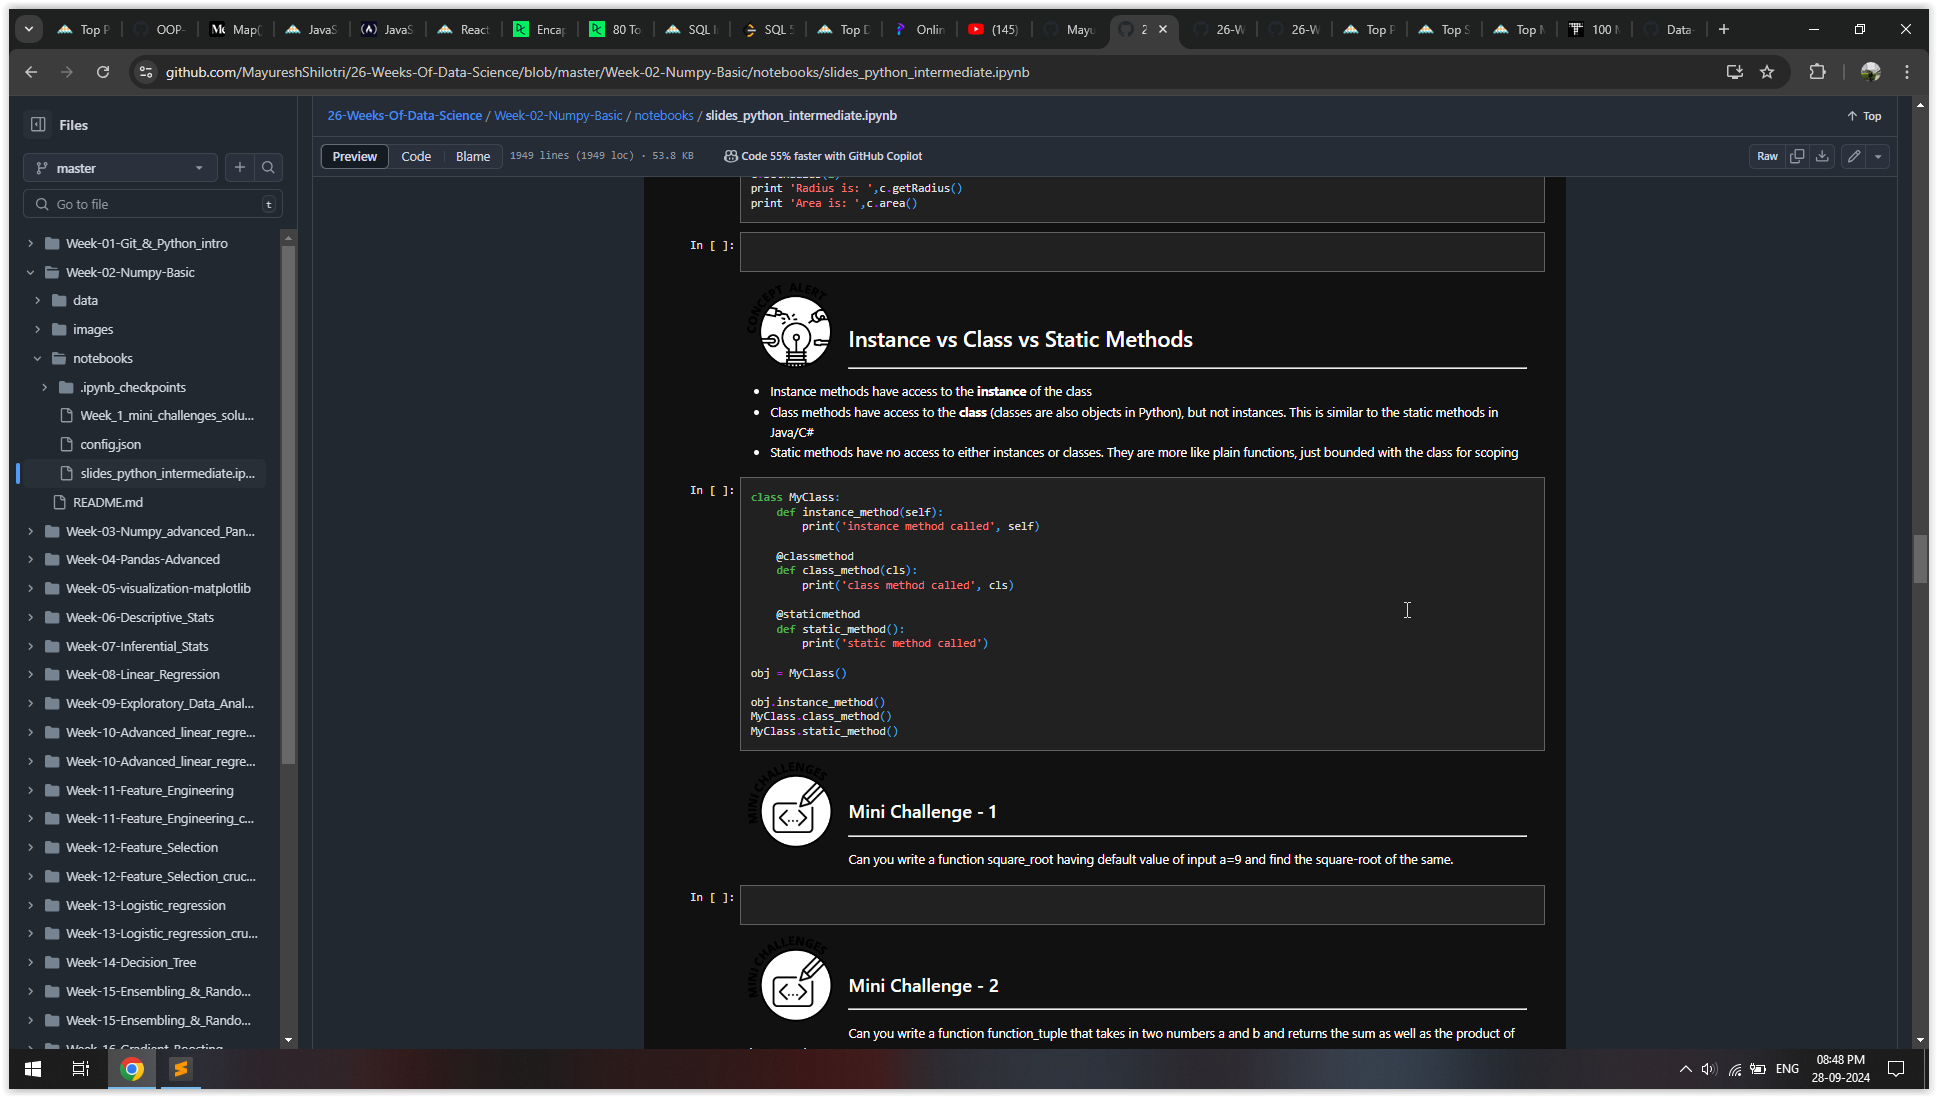 Top P
OOP-
Map(
JavaS
JavaS
React
Enca
80 To
SQL I
SQL 5
Top D
Onlin
(145)
Mayu
2
26-W
26-W
Top P
Top S
Top
100
Data-
github.com/MayureshShilotri/26-Weeks-Of-Data-Science/blob/master/Week-02-Numpy-Basic/notebooks/slides_python_intermediate.ipynb
Files
master
Go to file
t
Week-01-Git_&_Python_intro
Week-02-Numpy-Basic
data
images
notebooks
.ipynb_checkpoints
Week_1_mini_challenges_solu...
config.json
slides_python_intermediate.ip...
README.md
Week-03-Numpy_advanced_Pan...
Week-04-Pandas-Advanced
Week-05-visualization-matplotlib
Week-06-Descriptive_Stats
Week-07-Inferential_Stats
Week-08-Linear_Regression
Week-09-Exploratory_Data_Anal...
Week-10-Advanced_linear_regre...
Week-10-Advanced_linear_regre...
Week-11-Feature_Engineering
Week-11-Feature_Engineering_c...
Week-12-Feature_Selection
Week-12-Feature_Selection_cruc...
Week-13-Logistic_regression
Week-13-Logistic_regression_cru...
Week-14-Decision_Tree
Week-15-Ensembling_&_Rando...
Week-15-Ensembling_&_Rando...
26-Weeks-Of-Data-Science / Week-02-Numpy-Basic / notebooks / slides_python_intermediate.ipynb
Top
Preview
Code
Blame
1949 lines (1949 loc) · 53.8 KB
Code 55% faster with GitHub Copilot
Raw
print 'Radius is: ',c.getRadius()
print 'Area is: ',c.area()
In [ ]:
CONCEPT ALERT
Instance vs Class vs Static Methods
• Instance methods have access to the instance of the class
• Class methods have access to the class (classes are also objects in Python), but not instances. This is similar to the static methods in
Java/C#
• Static methods have no access to either instances or classes. They are more like plain functions, just bounded with the class for scoping
In [ ]:
class MyClass:
def instance_method(self):
print('instance method called', self)
@classmethod
def class_method(cls):
print('class method called', cls)
@staticmethod
def static_method():
print('static method called')
obj = MyClass()
obj.instance_method()
MyClass.class_method()
MyClass.static_method()
MINI CHALLENGES
Mini Challenge - 1
Can you write a function square_root having default value of input a=9 and find the square-root of the same.
In [ ]:
MINI CHALLENGES
Mini Challenge - 2
Can you write a function function_tuple that takes in two numbers a and b and returns the sum as well as the product of
ENG
08:48 PM
28-09-2024